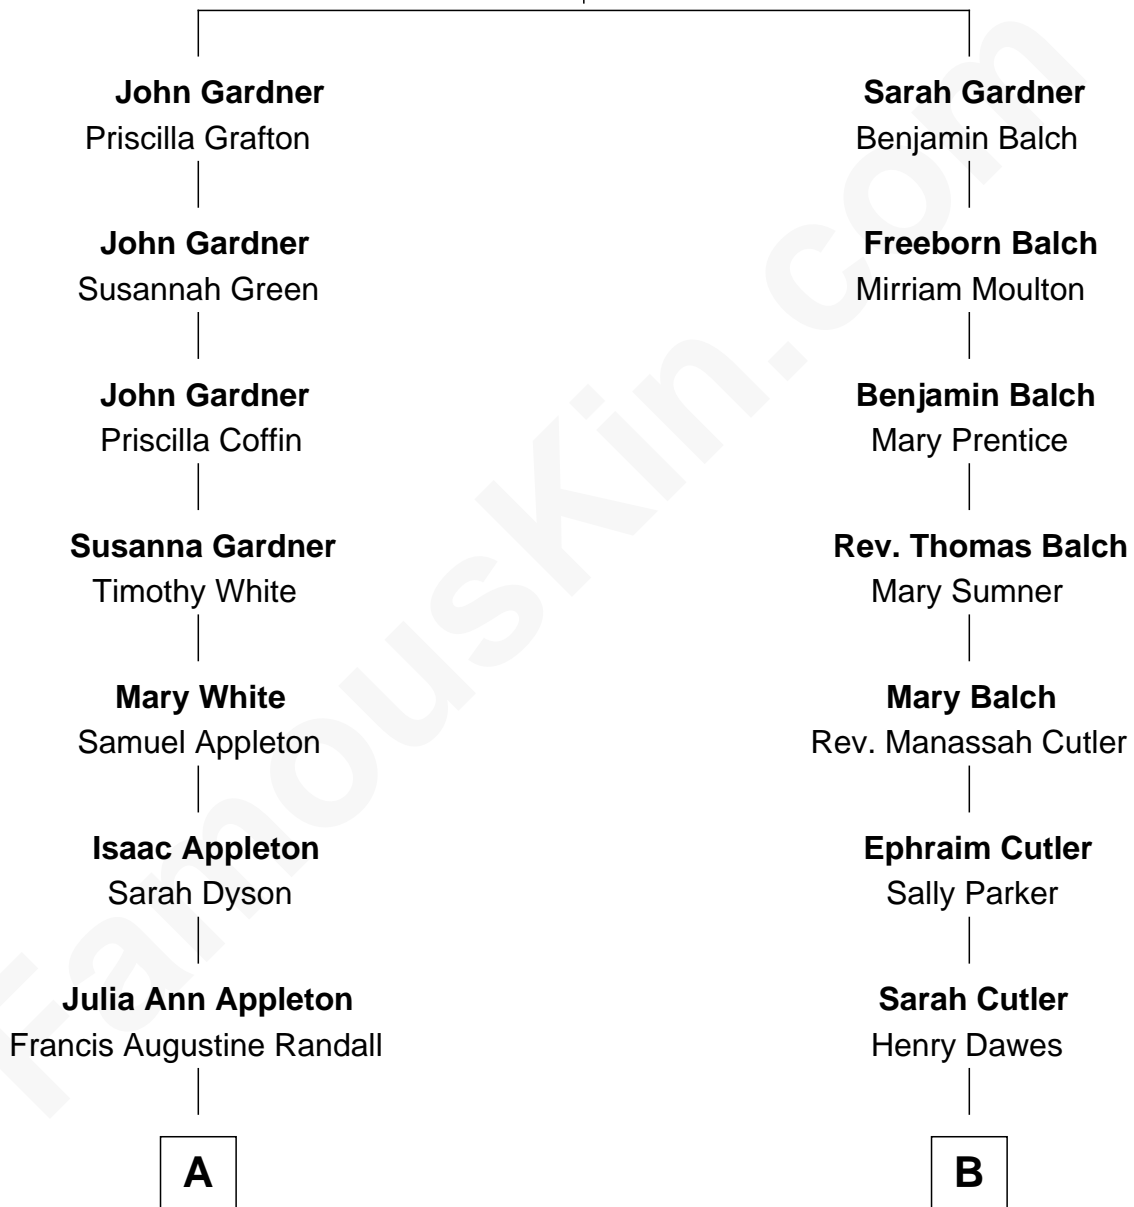 John Gardner
Priscilla Grafton
John Gardner
Susannah Green
John Gardner
Priscilla Coffin
Susanna Gardner
Timothy White
Mary White
Samuel Appleton
Isaac Appleton
Sarah Dyson
Julia Ann Appleton
Francis Augustine Randall
A
Sarah Gardner
Benjamin Balch
Freeborn Balch
Mirriam Moulton
Benjamin Balch
Mary Prentice
Rev. Thomas Balch
Mary Sumner
Mary Balch
Rev. Manassah Cutler
Ephraim Cutler
Sally Parker
Sarah Cutler
Henry Dawes
B
FamousKin.com